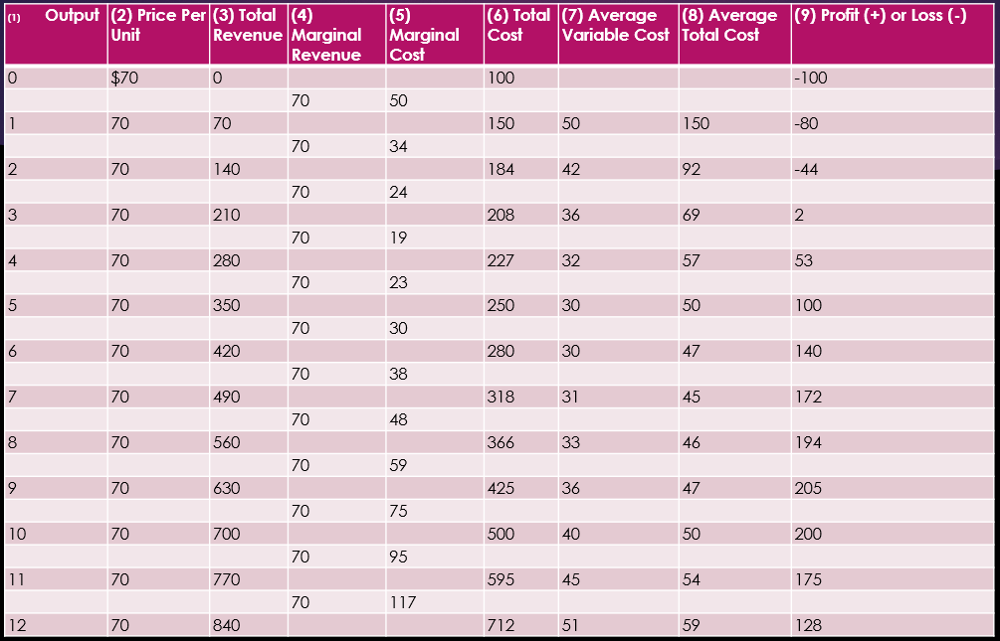 (1) Output (2) Price Per Unit (3) Total Revenue (4) Marginal Revenue (5) Marginal Cost (6) Total Cost (7) Average Variable Cost (8) Average Total Cost (9) Profit (+) or Loss (-)
0 $70 0 100 -100
70 50
1 70 70 150 50 150 -80
70 34
2 70 140 184 42 92 -44
70 24
3 70 210 208 36 69 2
70 19
4 70 280 227 32 57 53
70 23
5 70 350 250 30 50 100
70 30
6 70 420 280 30 47 140
70 38
7 70 490 318 31 45 172
70 48
8 70 560 366 33 46 194
70 59
9 70 630 425 36 47 205
70 75
10 70 700 500 40 50 200
70 95
11 70 770 595 45 54 175
70 117
12 70 840 712 51 59 128